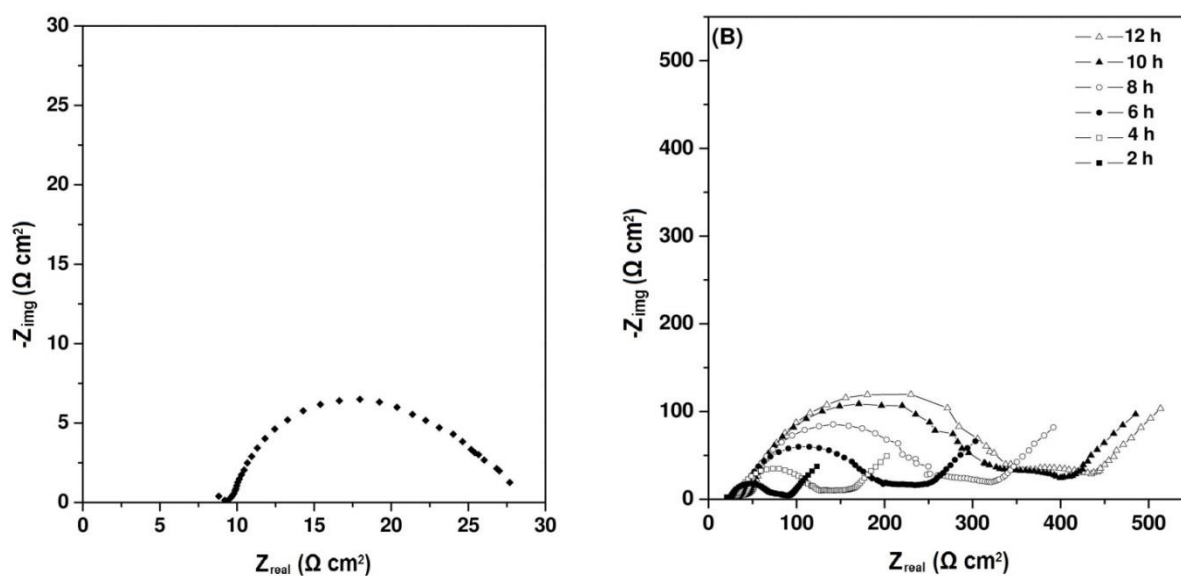 30
25
20
15
10
5
0
-Zimg (Ω cm²)
0 5 10 15 20 25 30
Zreal (Ω cm²)
(B)
500
400
300
200
100
0
-Zimg (Ω cm²)
12 h
10 h
8 h
6 h
4 h
2 h
0 100 200 300 400 500
Zreal (Ω cm²)